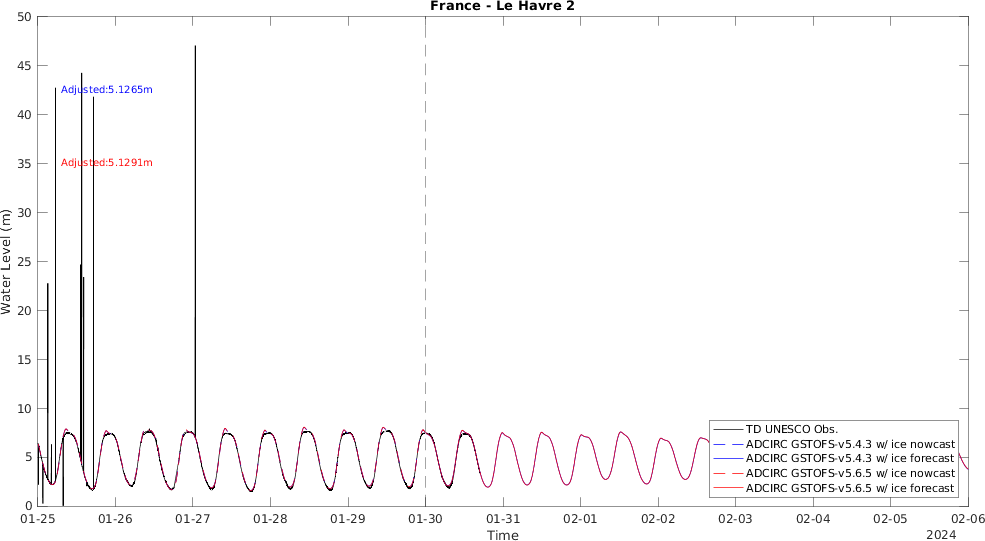 France - Le Havre 2
Water Level (m)
50
45
40
35
30
25
20
15
10
5
0
Adjusted:5.1265m
Adjusted:5.1291m
TD UNESCO Obs.
ADCIRC GSTOFS-v5.4.3 w/ ice nowcast
ADCIRC GSTOFS-v5.4.3 w/ ice forecast
ADCIRC GSTOFS-v5.6.5 w/ ice nowcast
ADCIRC GSTOFS-v5.6.5 w/ ice forecast
01-25 01-26 01-27 01-28 01-29 01-30 01-31 02-01 02-02 02-03 02-04 02-05 02-06
Time
2024